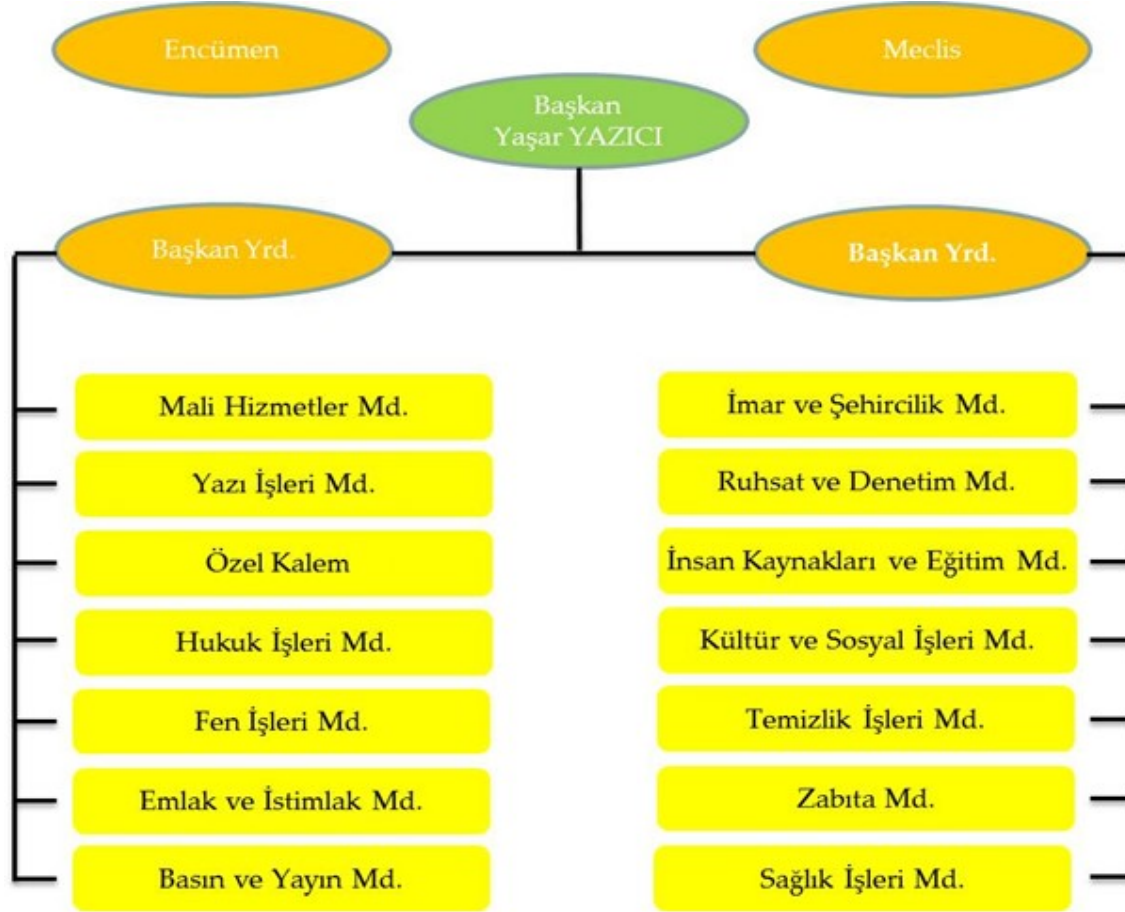 Encümen
Meclis
Başkan
Yaşar YAZICI
Başkan Yrd.
Başkan Yrd.
Mali Hizmetler Md.
Yazı İşleri Md.
Özel Kalem
Hukuk İşleri Md.
Fen İşleri Md.
Emlak ve İstimlak Md.
Basın ve Yayın Md.
İmar ve Şehircilik Md.
Ruhsat ve Denetim Md.
İnsan Kaynakları ve Eğitim Md.
Kültür ve Sosyal İşleri Md.
Temizlik İşleri Md.
Zabıta Md.
Sağlık İşleri Md.